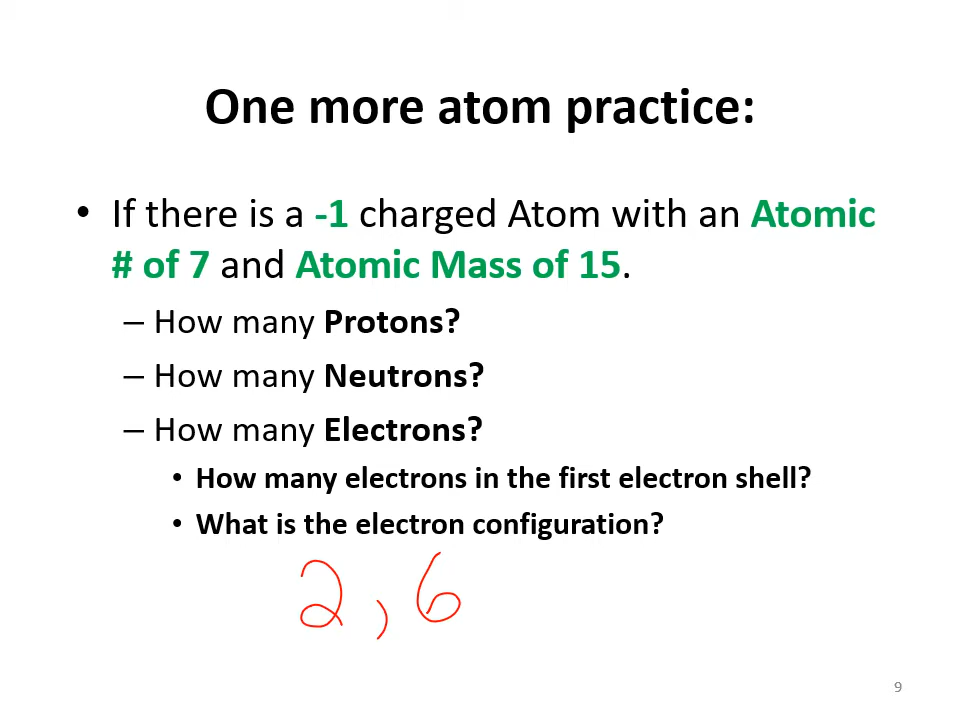 One more atom practice:
• If there is a -1 charged Atom with an Atomic
# of 7 and Atomic Mass of 15.
– How many Protons?
– How many Neutrons?
– How many Electrons?
• How many electrons in the first electron shell?
• What is the electron configuration?
2, 6
9